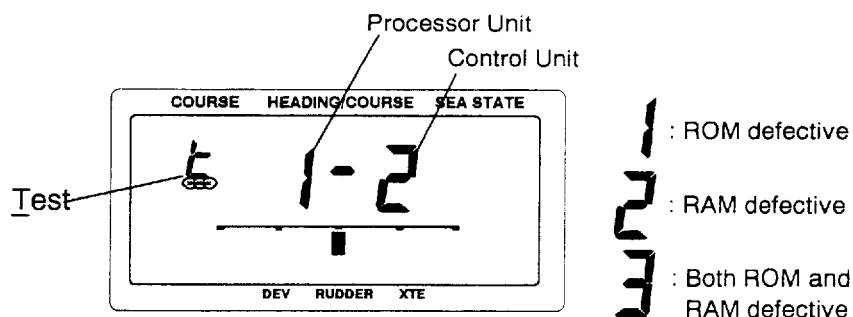 Processor Unit
Control Unit
COURSE HEADING/COURSE SEA STATE
t 1 - 2
Test
DEV RUDDER XTE
1 : ROM defective
2 : RAM defective
3 : Both ROM and
RAM defective